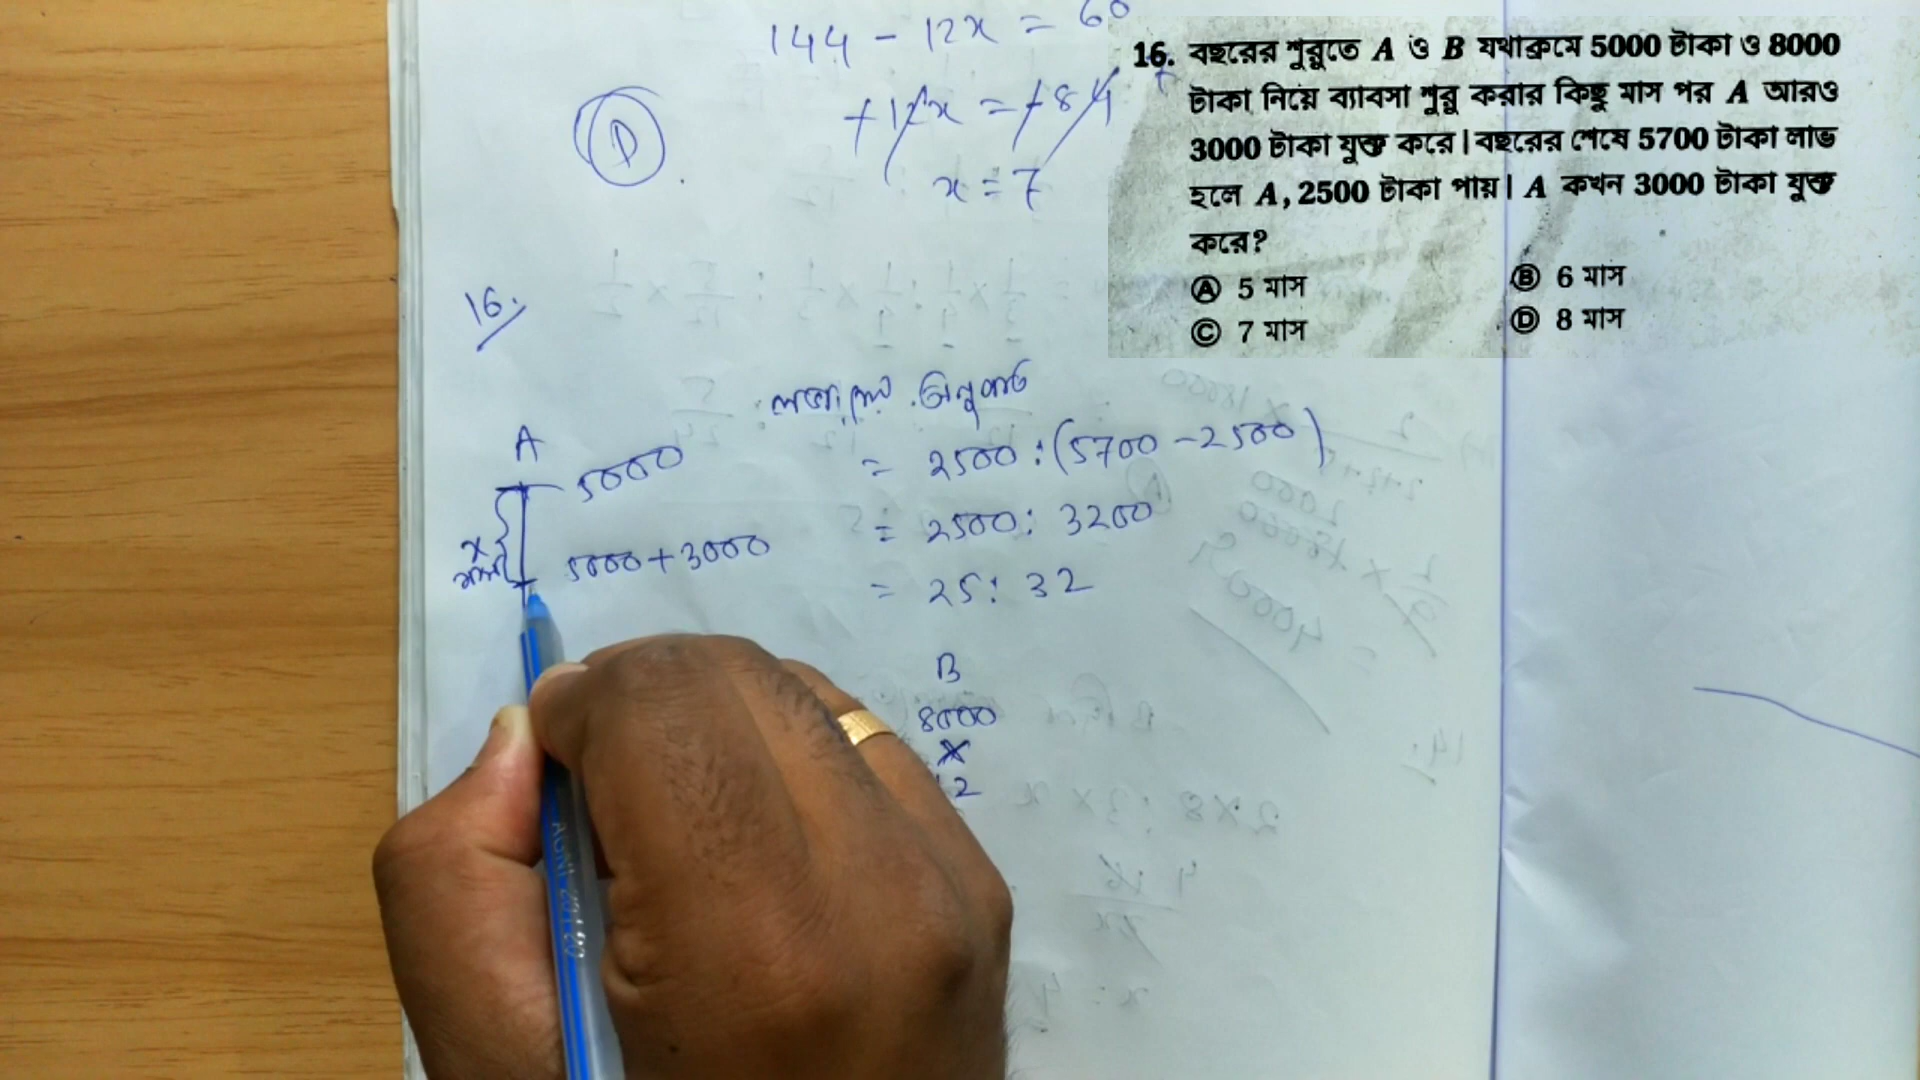 144 - 12x = 60
+12x = +84
x = 7
D
16. বছরের শুরুতে A ও B যথাক্রমে 5000 টাকা ও 8000
টাকা নিয়ে ব্যাবসা শুরু করার কিছু মাস পর A আরও
3000 টাকা যুক্ত করে। বছরের শেষে 5700 টাকা লাভ
হলে A, 2500 টাকা পায়। A কখন 3000 টাকা যুক্ত
করে?
Ⓐ 5 মাস Ⓑ 6 মাস
Ⓒ 7 মাস Ⓓ 8 মাস
16.
লভ্যাংশের অনুপাত
A 5000 = 2500 : (5700 - 2500)
= 2500 : 3200
x মাস 5000 + 3000
= 25 : 32
B
8000
×
12
AGNI